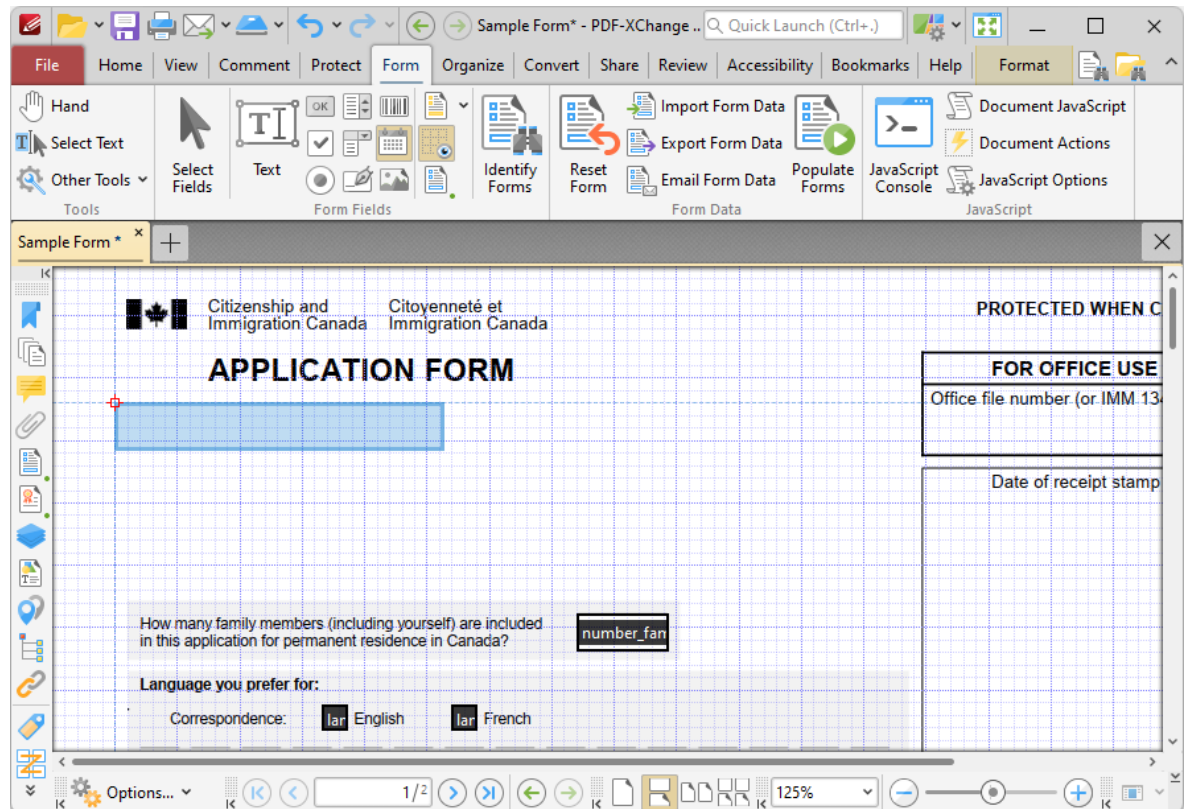 Sample Form* - PDF-XChange ..
Quick Launch (Ctrl+.)
File Home View Comment Protect Form Organize Convert Share Review Accessibility Bookmarks Help Format
Hand
Select Text
Other Tools
Tools
Select Fields
Text
OK
Form Fields
Identify Forms
Reset Form
Import Form Data
Export Form Data
Email Form Data
Populate Forms
Form Data
JavaScript Console
Document JavaScript
Document Actions
JavaScript Options
JavaScript
Sample Form *
Citizenship and Citoyenneté et
Immigration Canada Immigration Canada
PROTECTED WHEN C
APPLICATION FORM
FOR OFFICE USE
Office file number (or IMM 134
Date of receipt stamp
How many family members (including yourself) are included
in this application for permanent residence in Canada?
number_fan
Language you prefer for:
Correspondence: lar English lar French
Options...
1/2
125%